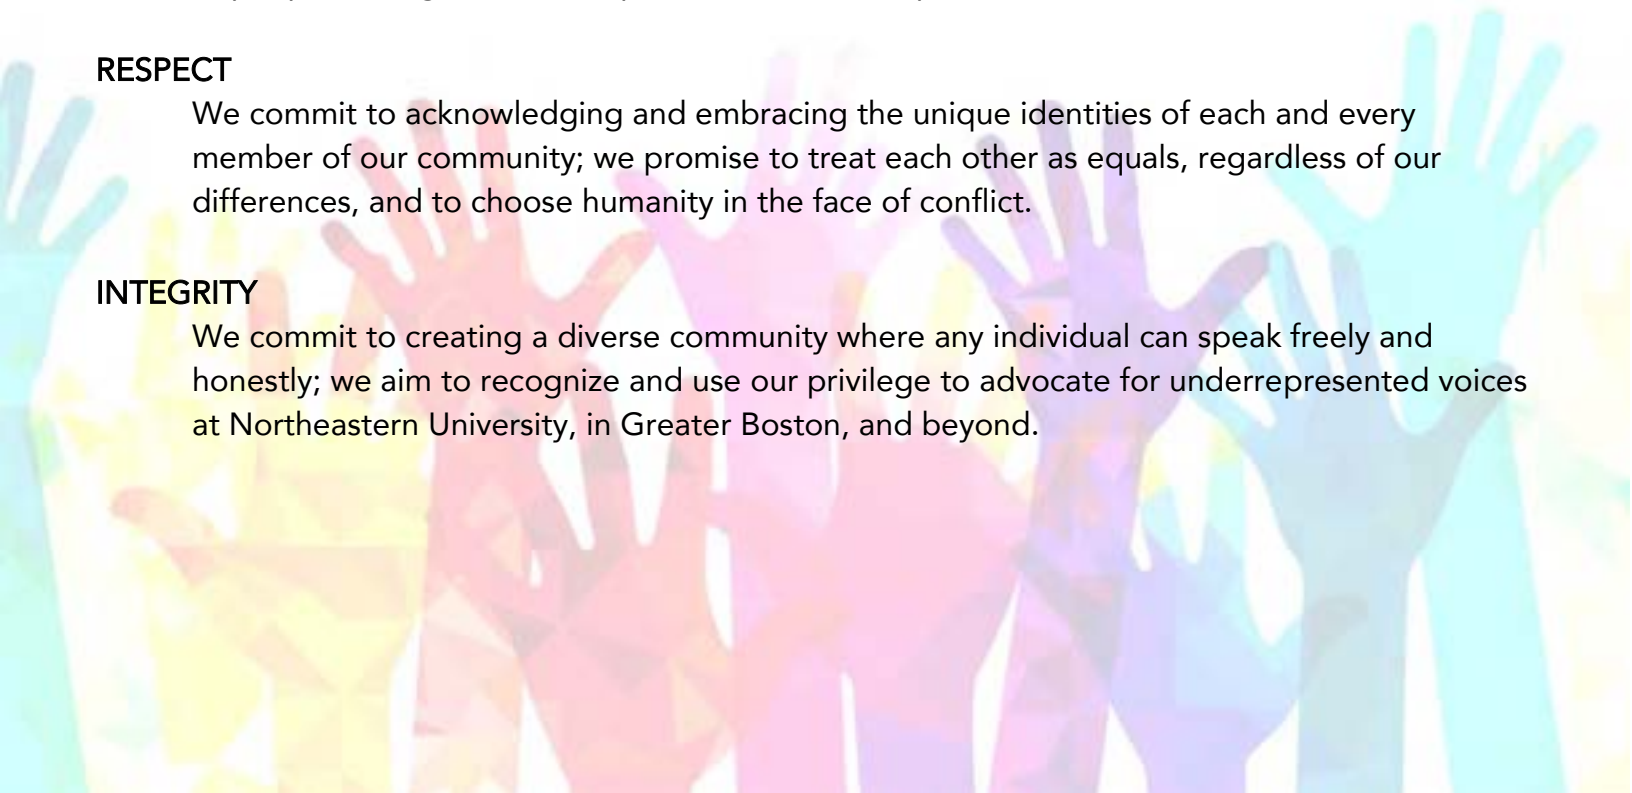 RESPECT
We commit to acknowledging and embracing the unique identities of each and every
member of our community; we promise to treat each other as equals, regardless of our
differences, and to choose humanity in the face of conflict.
INTEGRITY
We commit to creating a diverse community where any individual can speak freely and
honestly; we aim to recognize and use our privilege to advocate for underrepresented voices
at Northeastern University, in Greater Boston, and beyond.